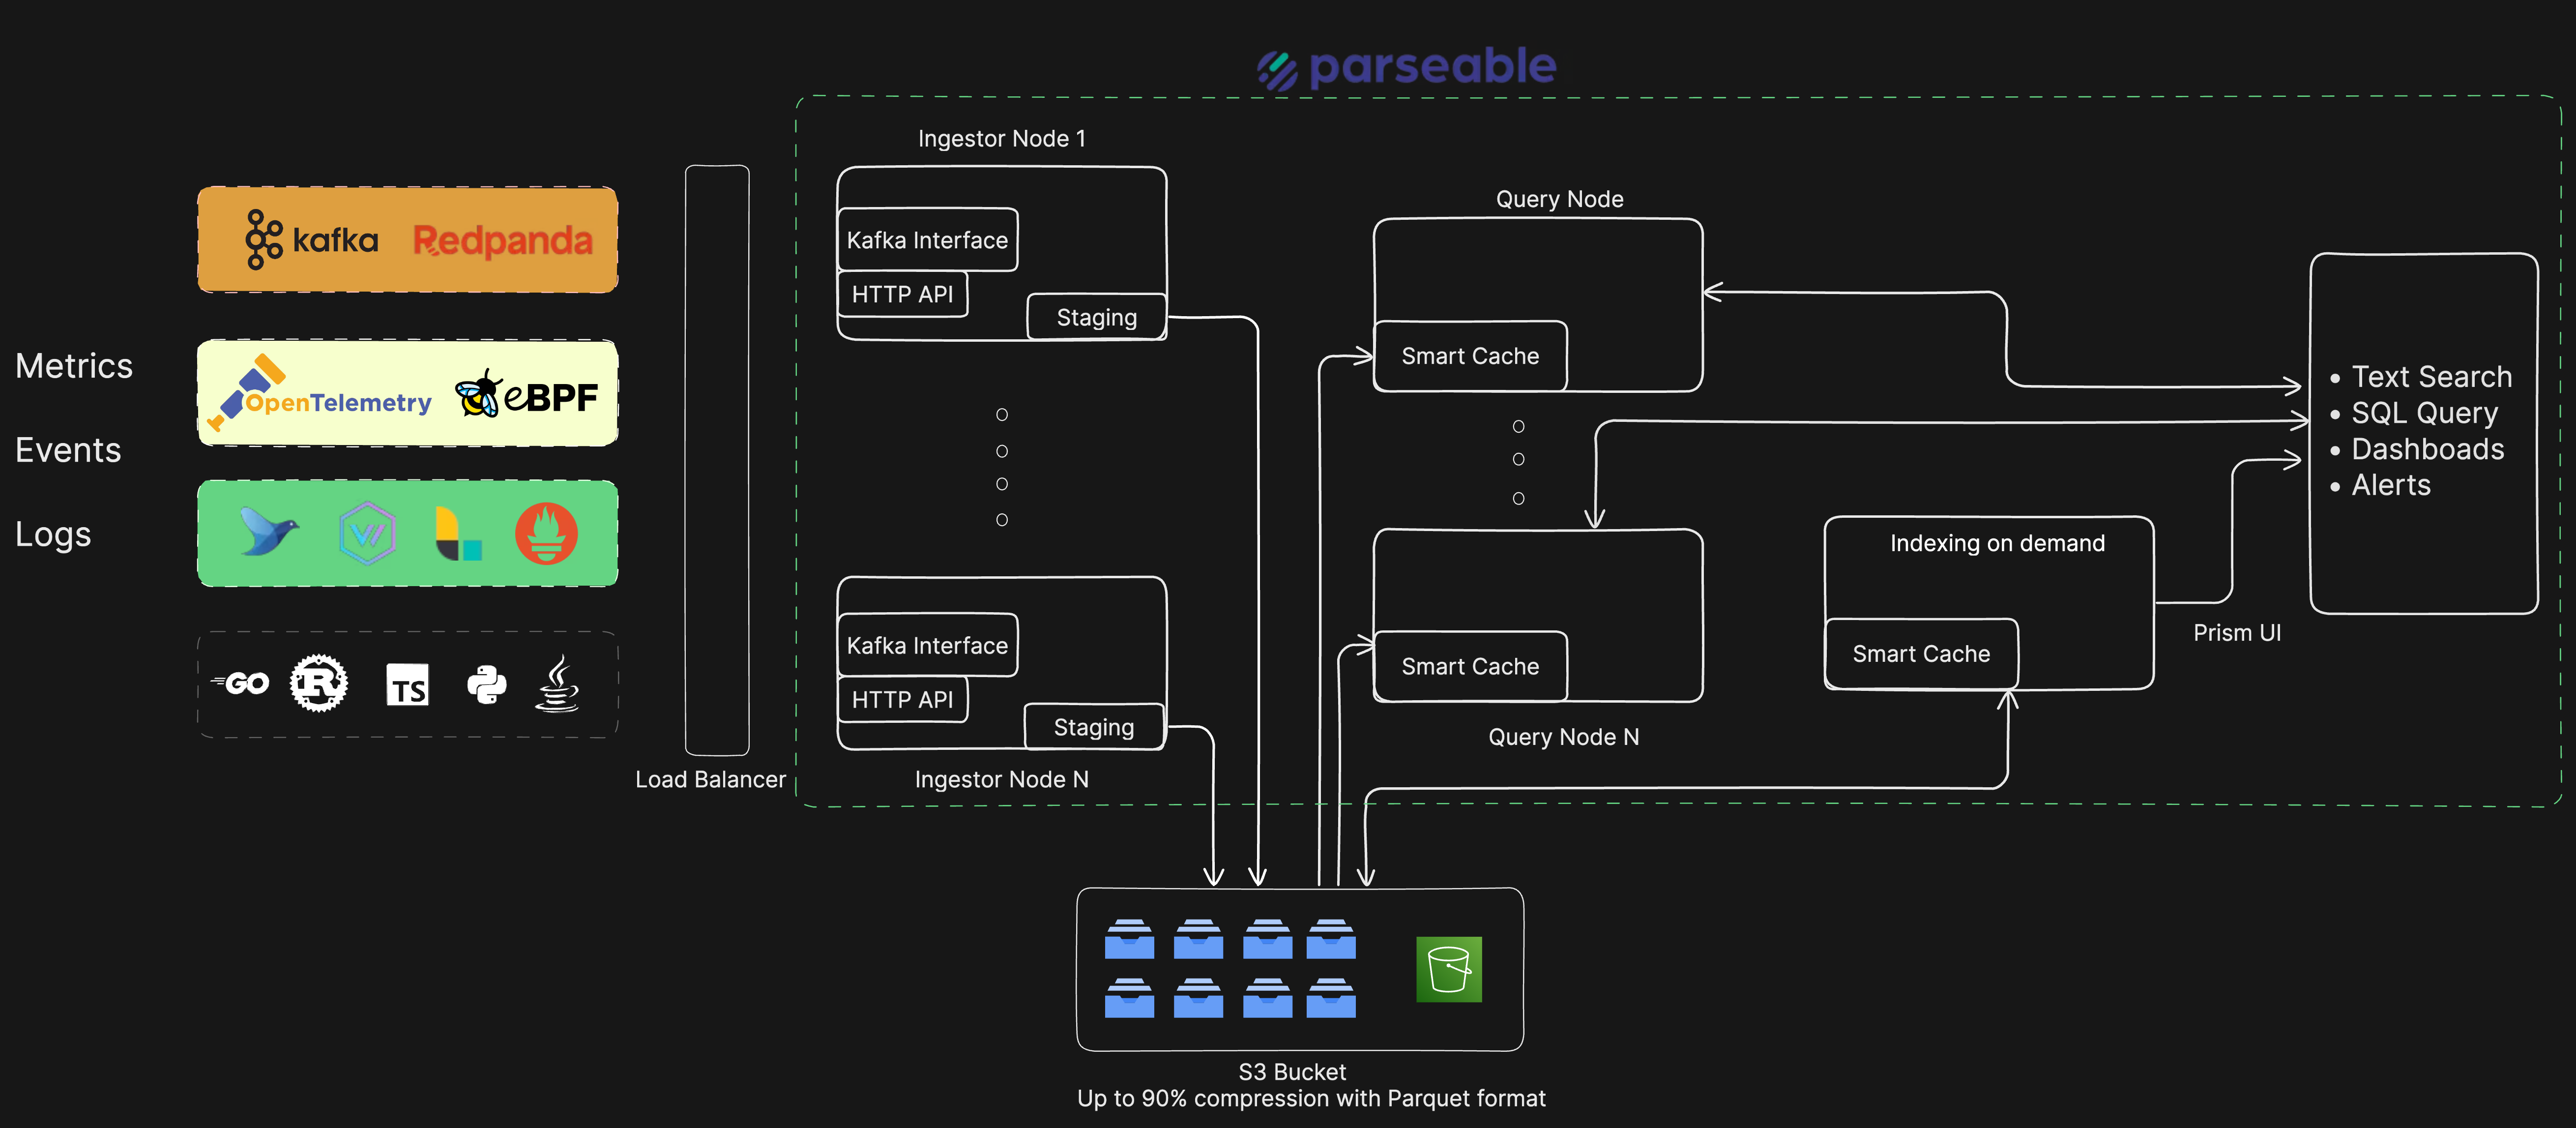 parseable
Metrics
Events
Logs
kafka
Redpanda
OpenTelemetry
eBPF
GO
R
TS
Load Balancer
Ingestor Node 1
Kafka Interface
HTTP API
Staging
Kafka Interface
HTTP API
Staging
Ingestor Node N
Query Node
Smart Cache
Smart Cache
Query Node N
Indexing on demand
Smart Cache
Prism UI
• Text Search
• SQL Query
• Dashboads
• Alerts
S3 Bucket
Up to 90% compression with Parquet format